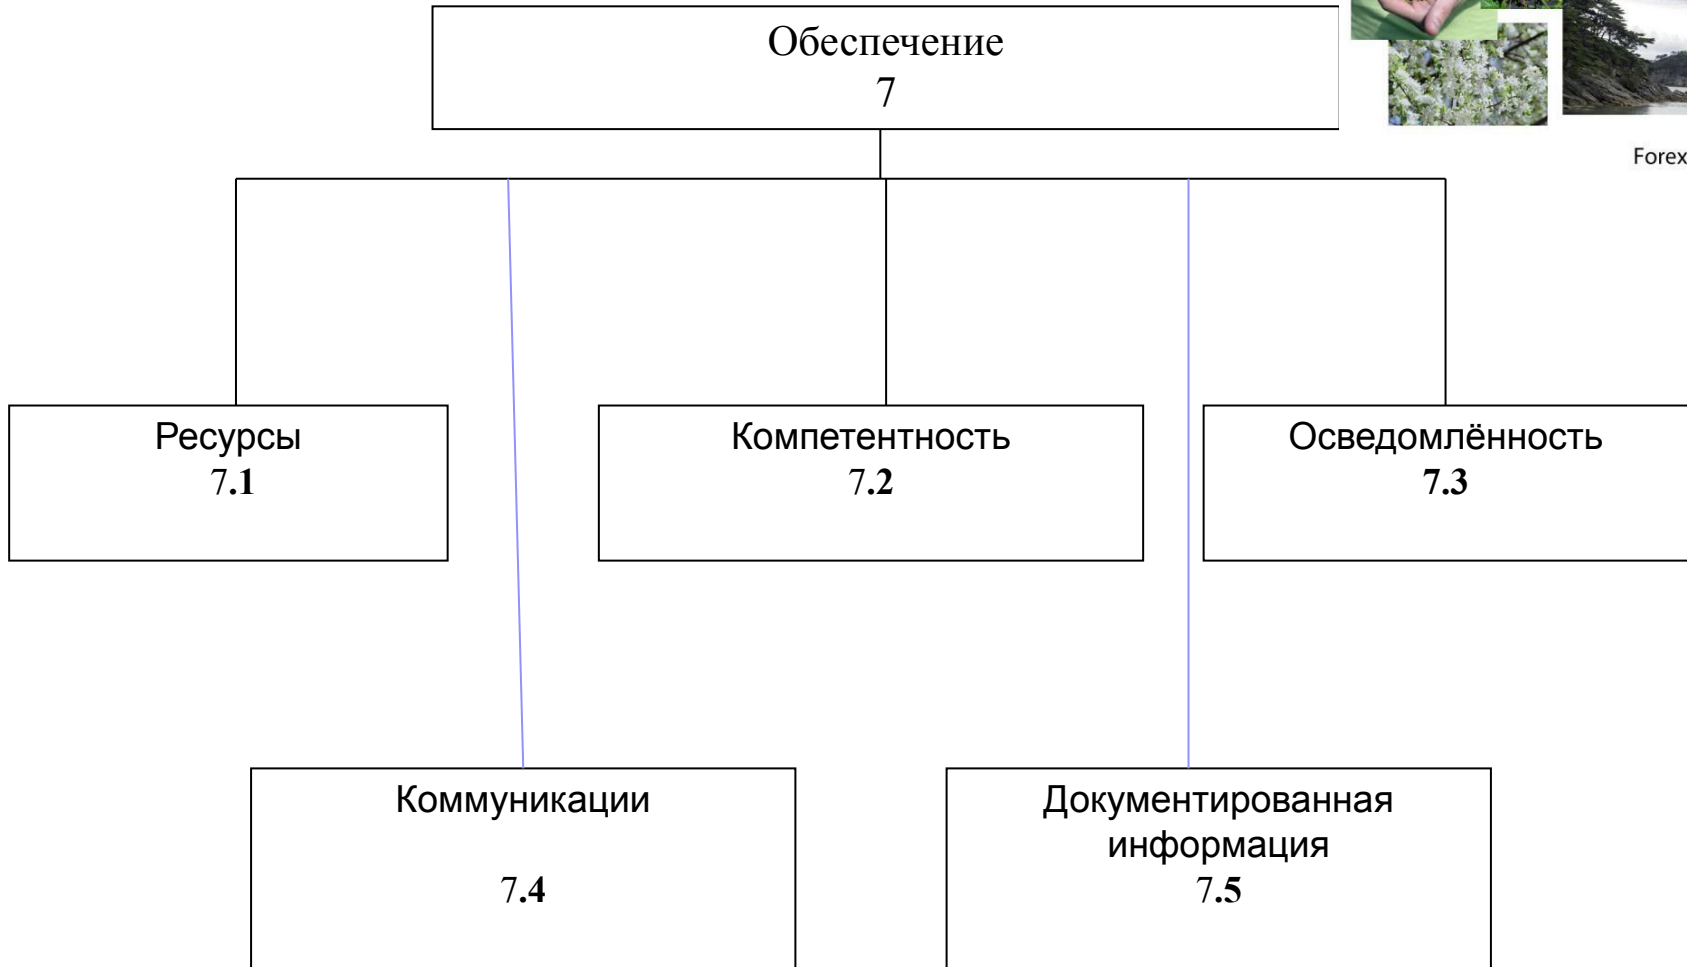 Обеспечение
7
Forex
Ресурсы
7.1
Компетентность
7.2
Осведомлённость
7.3
Коммуникации
7.4
Документированная
информация
7.5